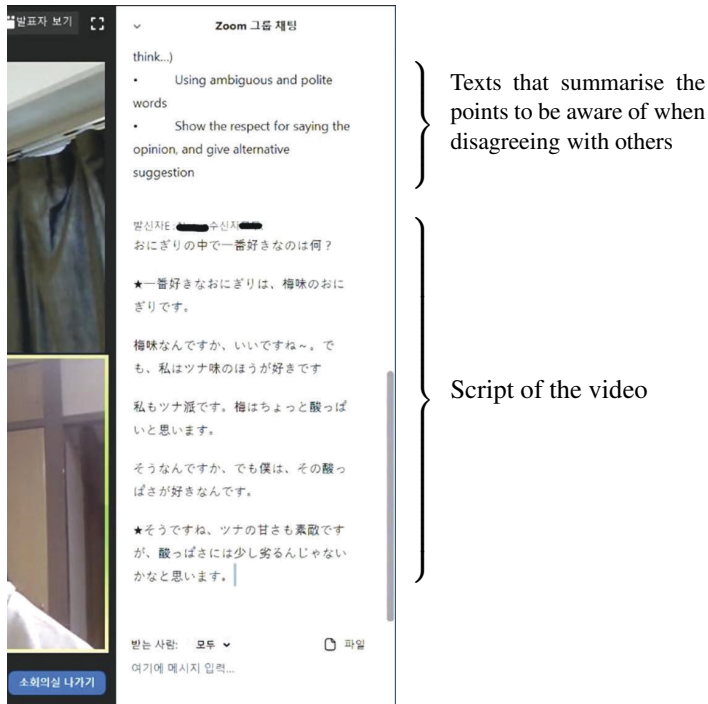 발표자 보기
Zoom 그룹 채팅
think...)
• Using ambiguous and polite
words
• Show the respect for saying the
opinion, and give alternative
suggestion
발신자E : 수신자
おにぎりの中で一番好きなのは何？
★一番好きなおにぎりは、梅味のおに
ぎりです。
梅味なんですか、いいですね～。で
も、私はツナ味のほうが好きです
私もツナ派です。梅はちょっと酸っぱ
いと思います。
そうなんですか、でも僕は、その酸っ
ぱさが好きなんです。
★そうですね、ツナの甘さも素敵です
が、酸っぱさには少し劣るんじゃない
かなと思います。
받는 사람: 모두
파일
여기에 메시지 입력...
소회의실 나가기
Texts that summarise the
points to be aware of when
disagreeing with others
Script of the video